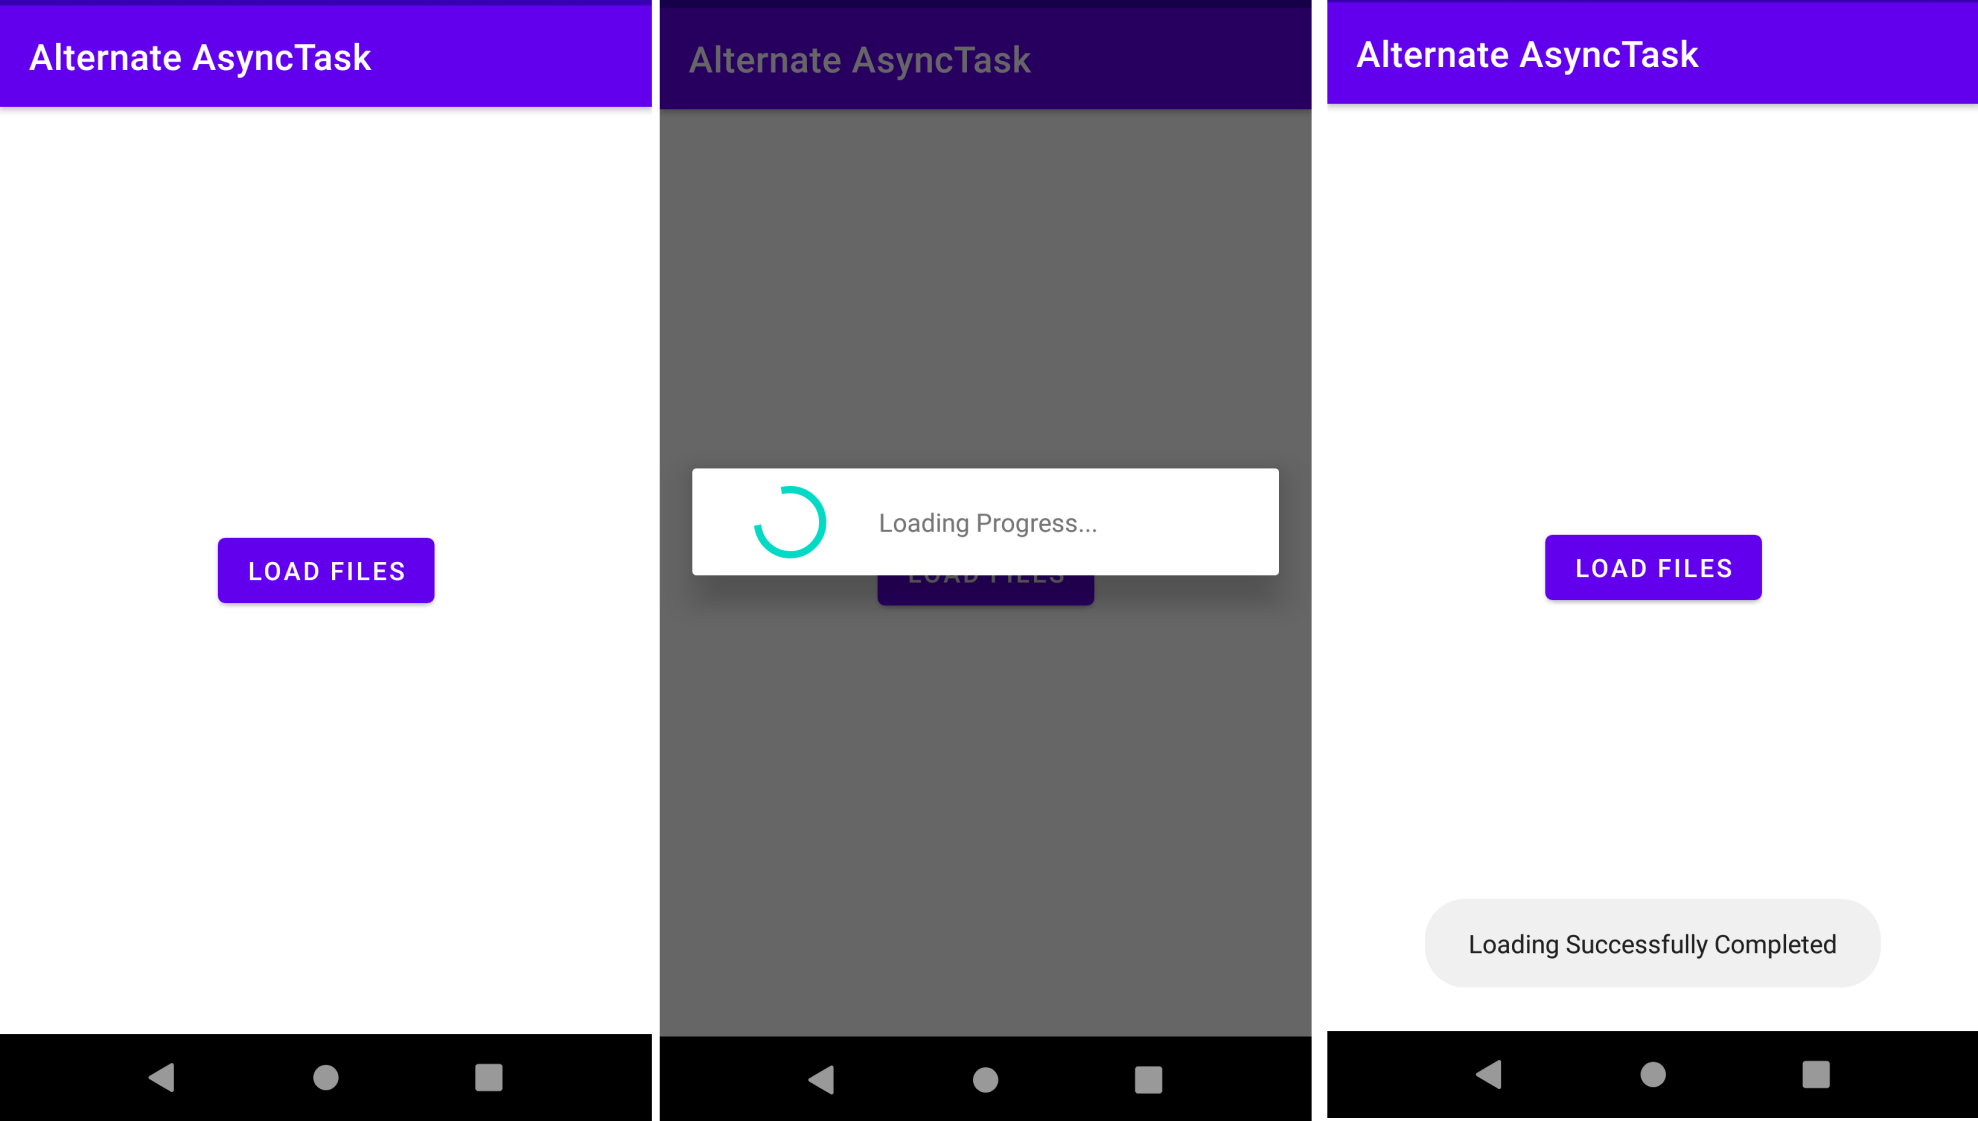 Alternate AsyncTask
LOAD FILES
Alternate AsyncTask
Loading Progress...
LOAD FILES
Alternate AsyncTask
LOAD FILES
Loading Successfully Completed